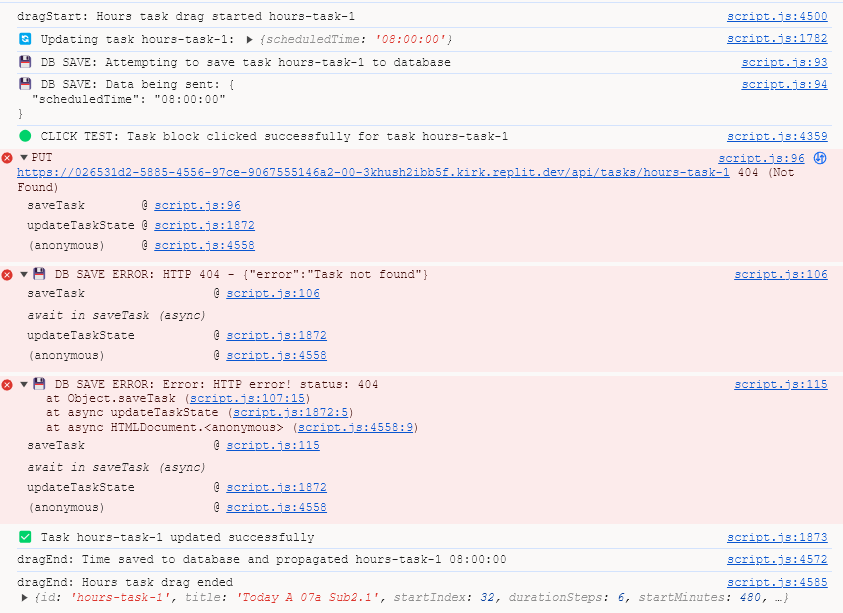 dragStart: Hours task drag started hours-task-1 script.js:4500
Updating task hours-task-1: ▶ {scheduledTime: '08:00:00'} script.js:1782
DB SAVE: Attempting to save task hours-task-1 to database script.js:93
DB SAVE: Data being sent: { script.js:94
"scheduledTime": "08:00:00"
}
CLICK TEST: Task block clicked successfully for task hours-task-1 script.js:4359
▼PUT script.js:96
https://026531d2-5885-4556-97ce-9067555146a2-00-3khush2ibb5f.kirk.replit.dev/api/tasks/hours-task-1 404 (Not
Found)
saveTask @ script.js:96
updateTaskState @ script.js:1872
(anonymous) @ script.js:4558
▼ DB SAVE ERROR: HTTP 404 - {"error":"Task not found"} script.js:106
saveTask @ script.js:106
await in saveTask (async)
updateTaskState @ script.js:1872
(anonymous) @ script.js:4558
▼ DB SAVE ERROR: Error: HTTP error! status: 404 script.js:115
at Object.saveTask (script.js:107:15)
at async updateTaskState (script.js:1872:5)
at async HTMLDocument.<anonymous> (script.js:4558:9)
saveTask @ script.js:115
await in saveTask (async)
updateTaskState @ script.js:1872
(anonymous) @ script.js:4558
Task hours-task-1 updated successfully script.js:1873
dragEnd: Time saved to database and propagated hours-task-1 08:00:00 script.js:4572
dragEnd: Hours task drag ended script.js:4585
▶ {id: 'hours-task-1', title: 'Today A 07a Sub2.1', startIndex: 32, durationSteps: 6, startMinutes: 480, …}